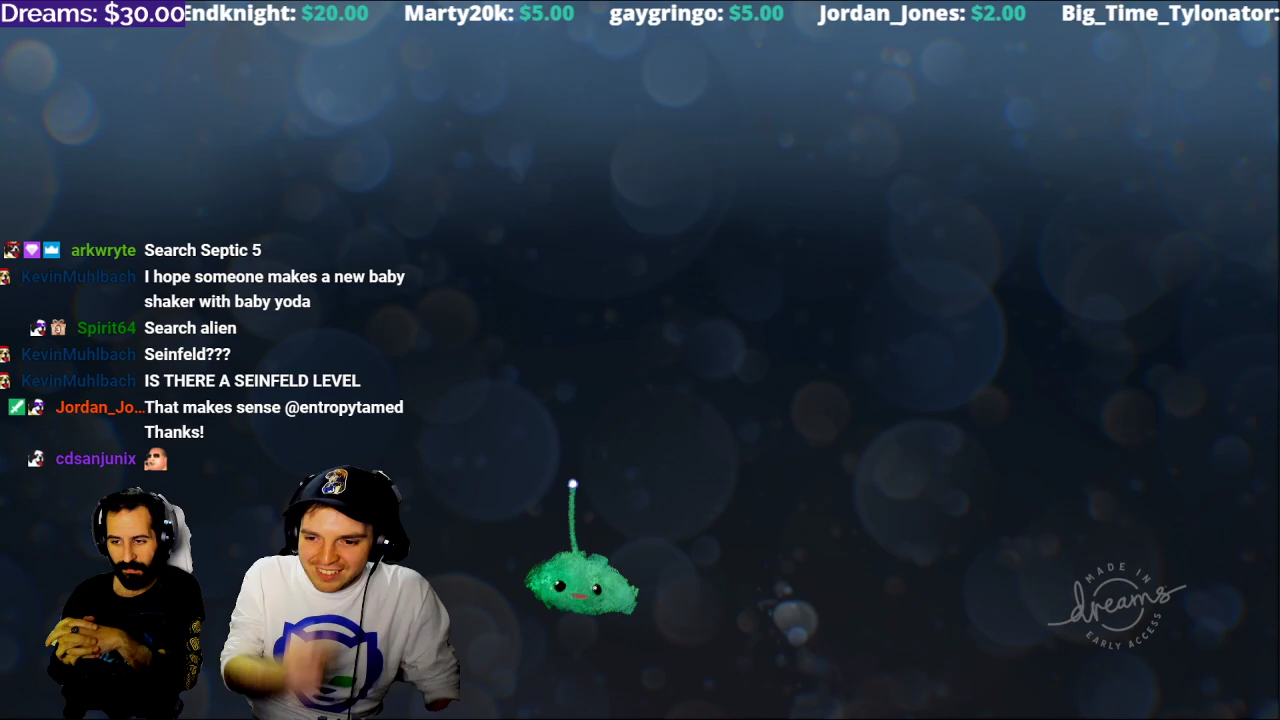 Dreams: $30.00 Endknight: $20.00 Marty20k: $5.00 gaygringo: $5.00 Jordan_Jones: $2.00 Big_Time_Tylonator:
arkwryte Search Septic 5
KevinMuhlbach I hope someone makes a new baby
shaker with baby yoda
Spirit64 Search alien
KevinMuhlbach Seinfeld???
KevinMuhlbach IS THERE A SEINFELD LEVEL
Jordan_Jo... That makes sense @entropytamed
Thanks!
cdsanjunix
MADE IN
dreams
EARLY ACCESS